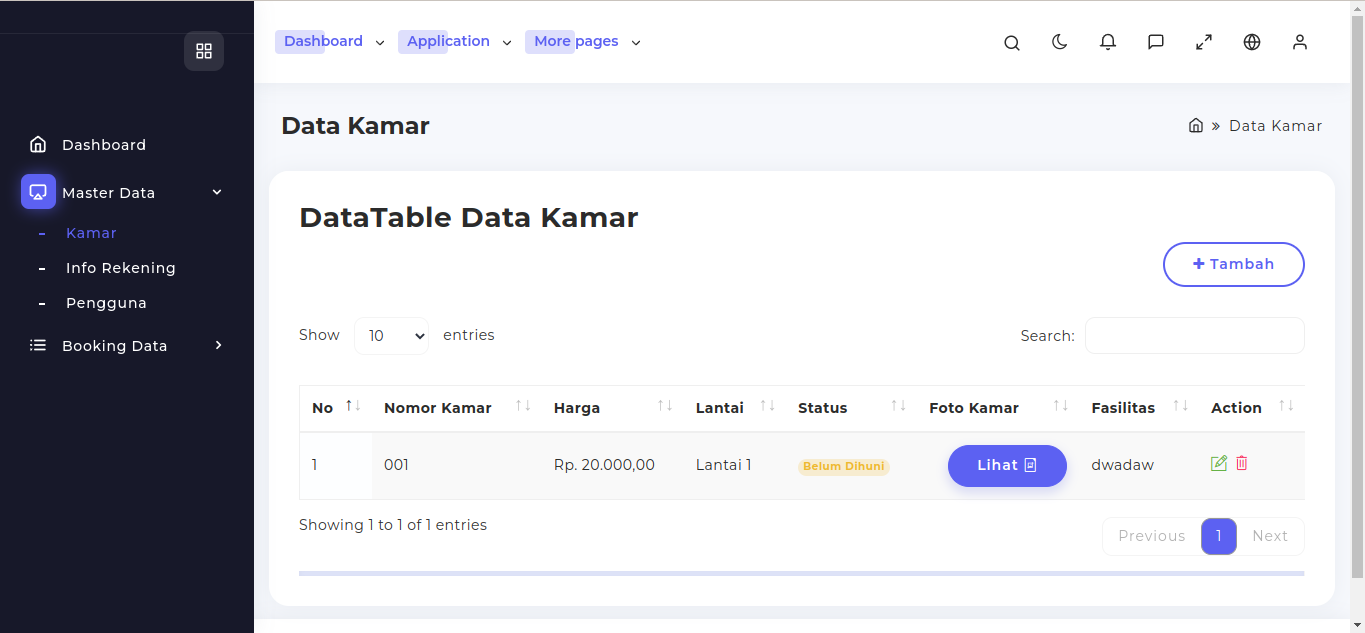 Dashboard Application More pages
Dashboard
Master Data
- Kamar
- Info Rekening
- Pengguna
Booking Data
Data Kamar
» Data Kamar
DataTable Data Kamar
+ Tambah
Show 10 entries
Search:
No Nomor Kamar Harga Lantai Status Foto Kamar Fasilitas Action
1 001 Rp. 20.000,00 Lantai 1 Belum Dihuni Lihat dwadaw
Showing 1 to 1 of 1 entries
Previous 1 Next